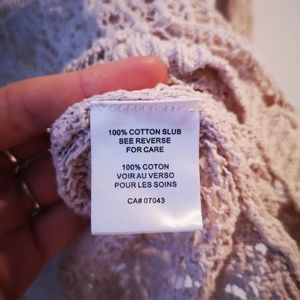 100% COTTON SLUB
SEE REVERSE
FOR CARE
100% COTON
VOIR AU VERSO
POUR LES SOINS
CA# 07043